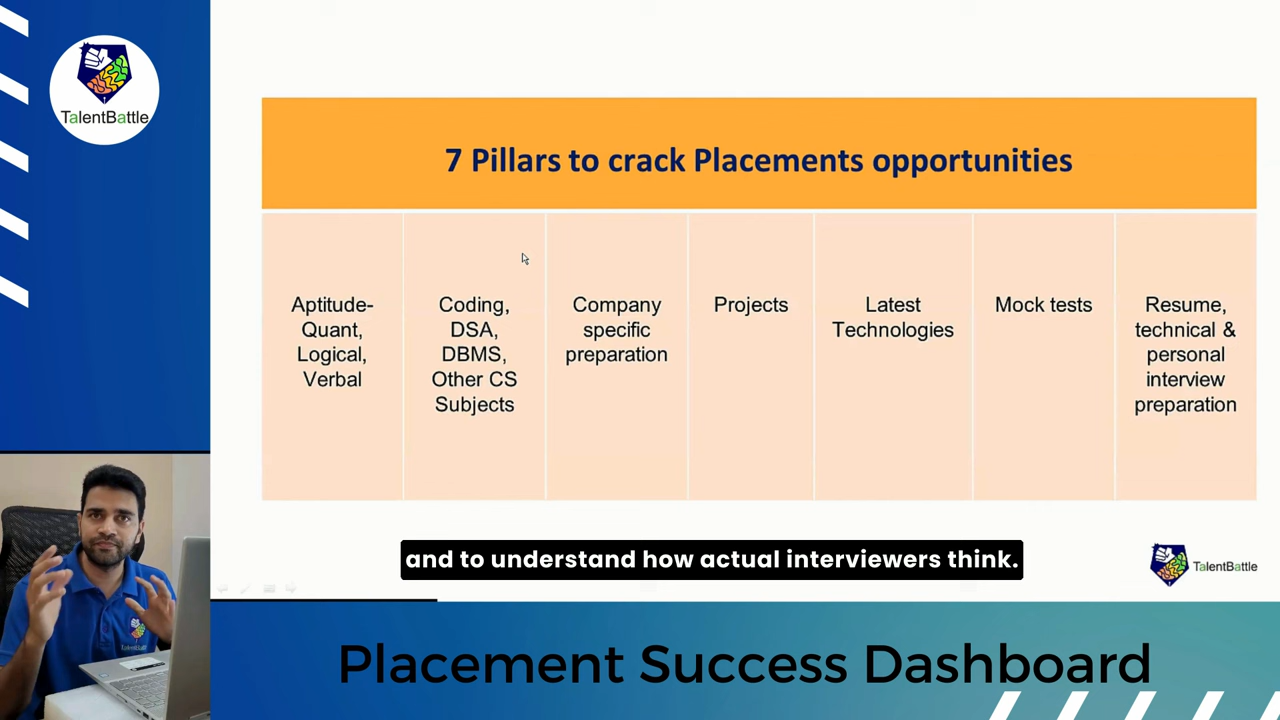 TalentBattle
7 Pillars to crack Placements opportunities
Aptitude-
Quant,
Logical,
Verbal
Coding,
DSA,
DBMS,
Other CS
Subjects
Company
specific
preparation
Projects
Latest
Technologies
Mock tests
Resume,
technical &
personal
interview
preparation
and to understand how actual interviewers think.
TalentBattle
TalentBattle
Placement Success Dashboard